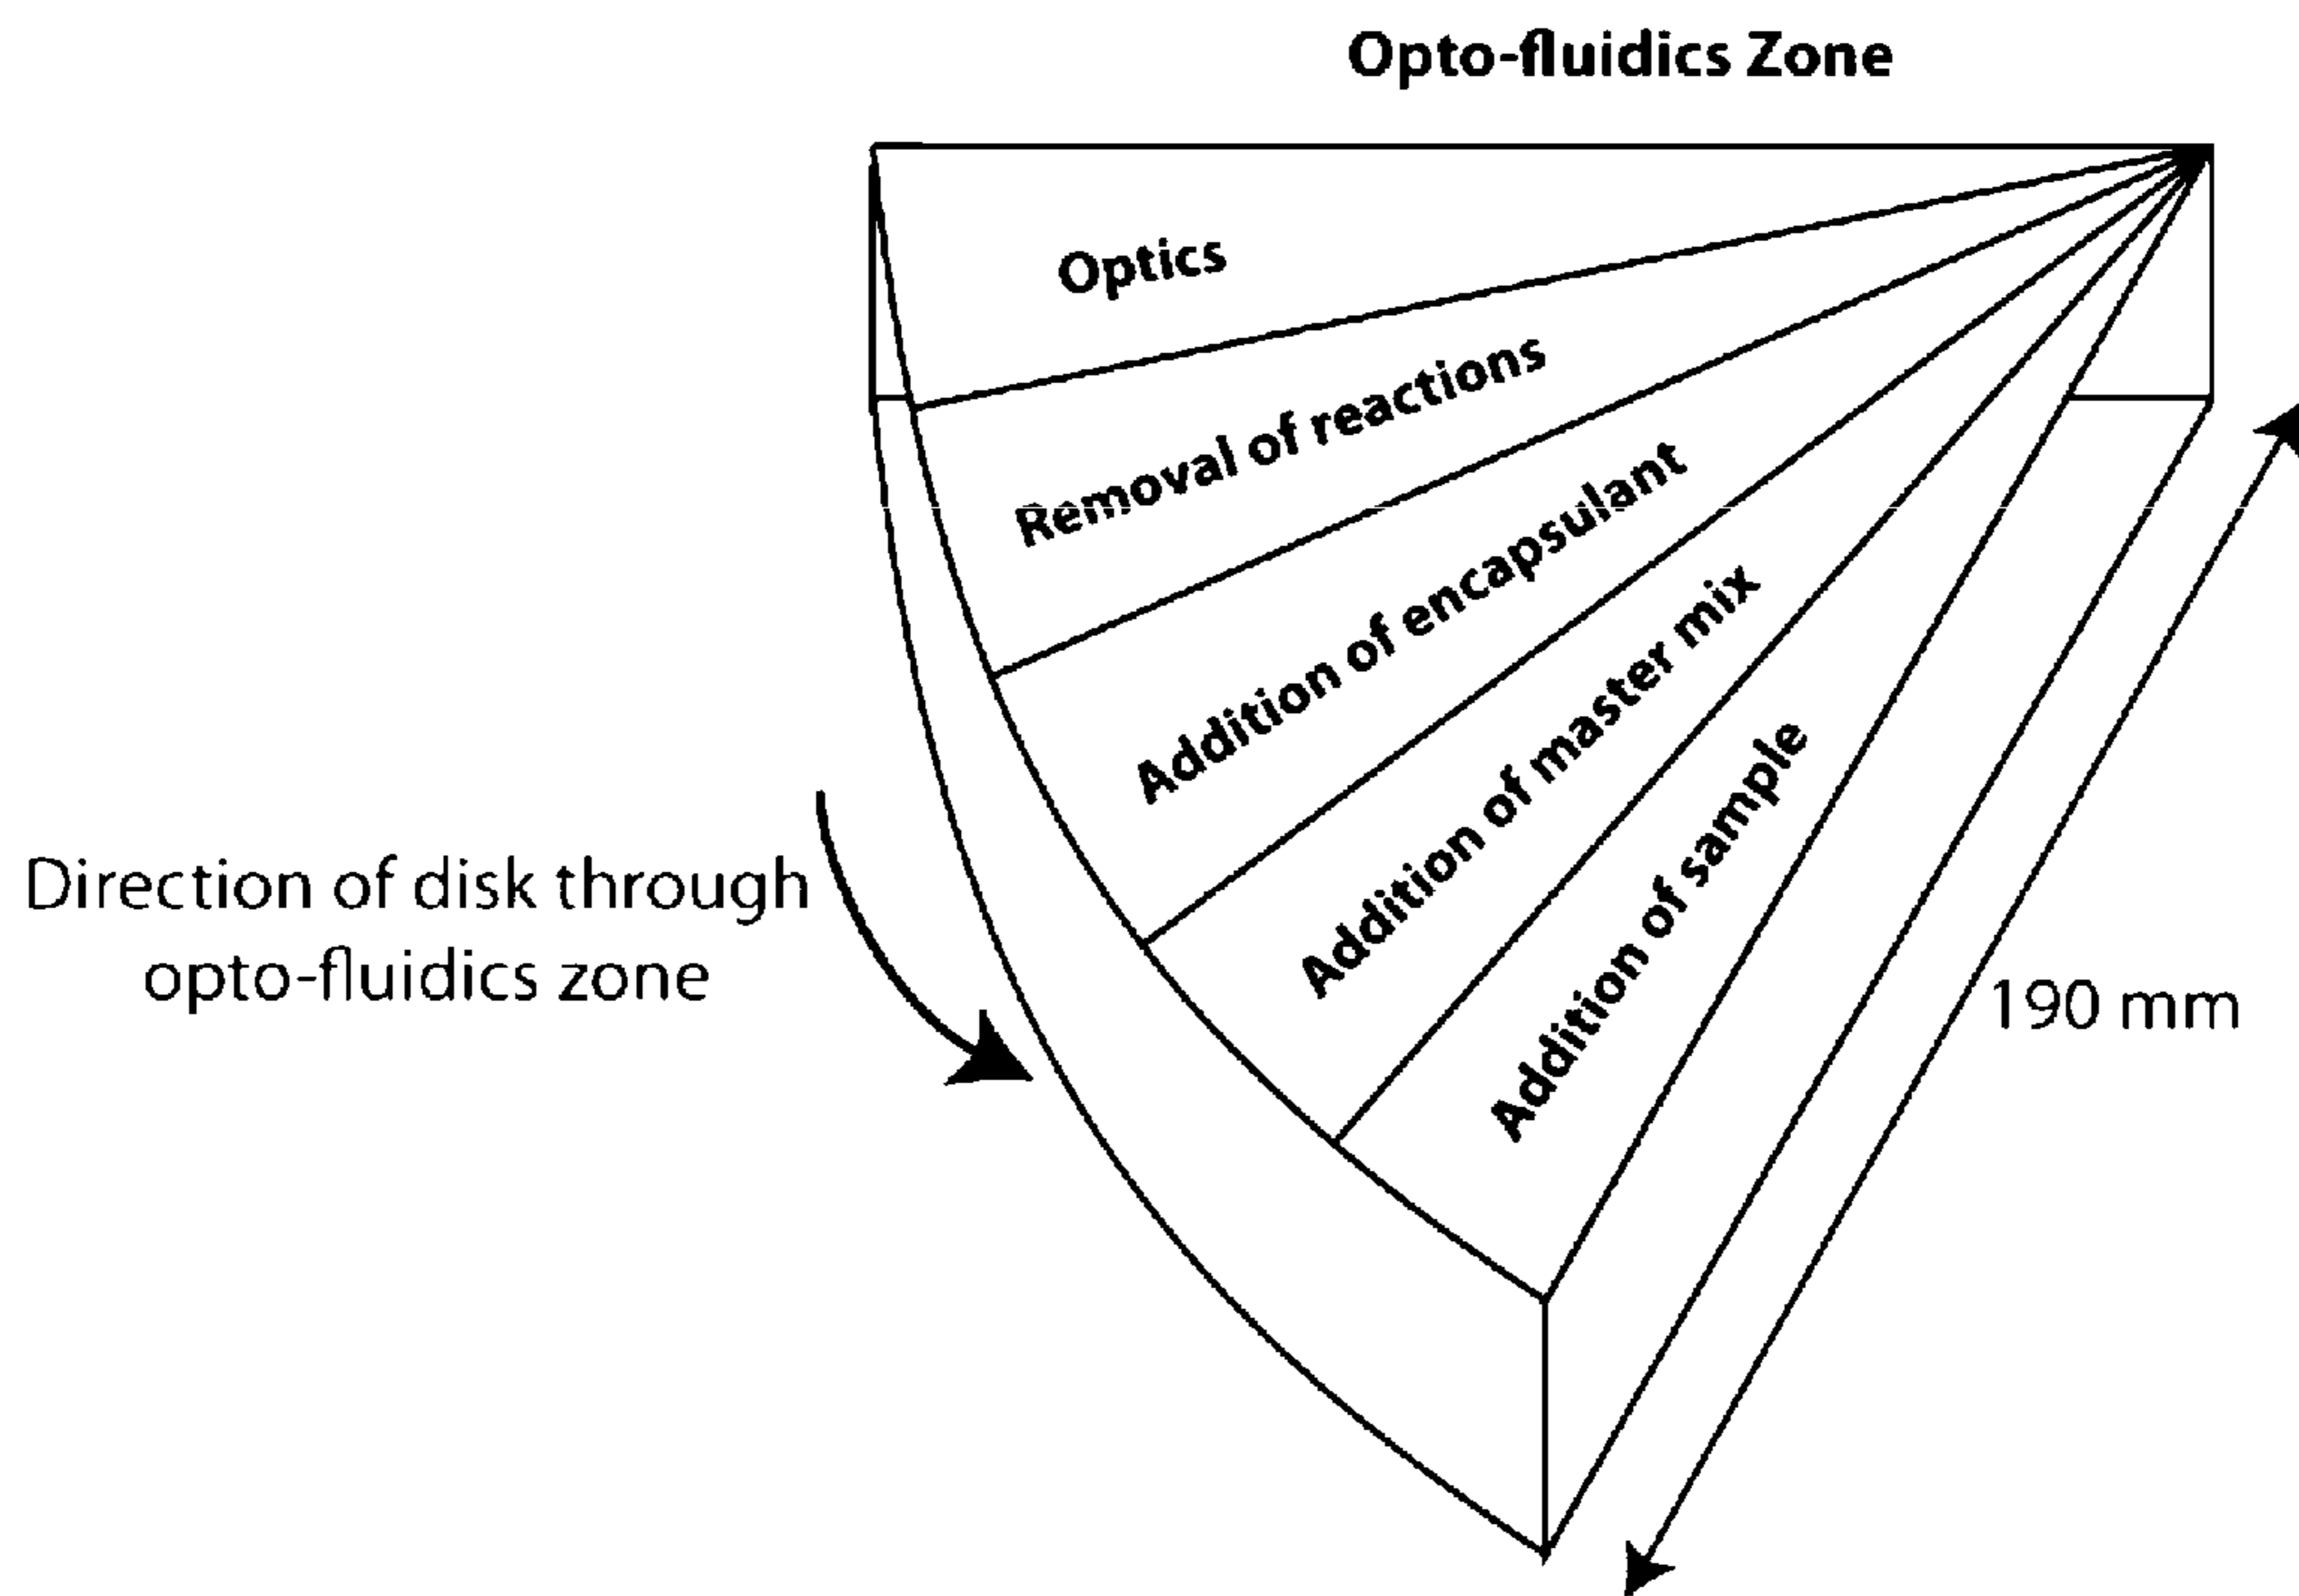 Opto-fluidics Zone
Optics
Removal of reactions
Addition of encapsulant
Addition of master mix
Addition of sample
Direction of disk through
opto-fluidics zone
190 mm